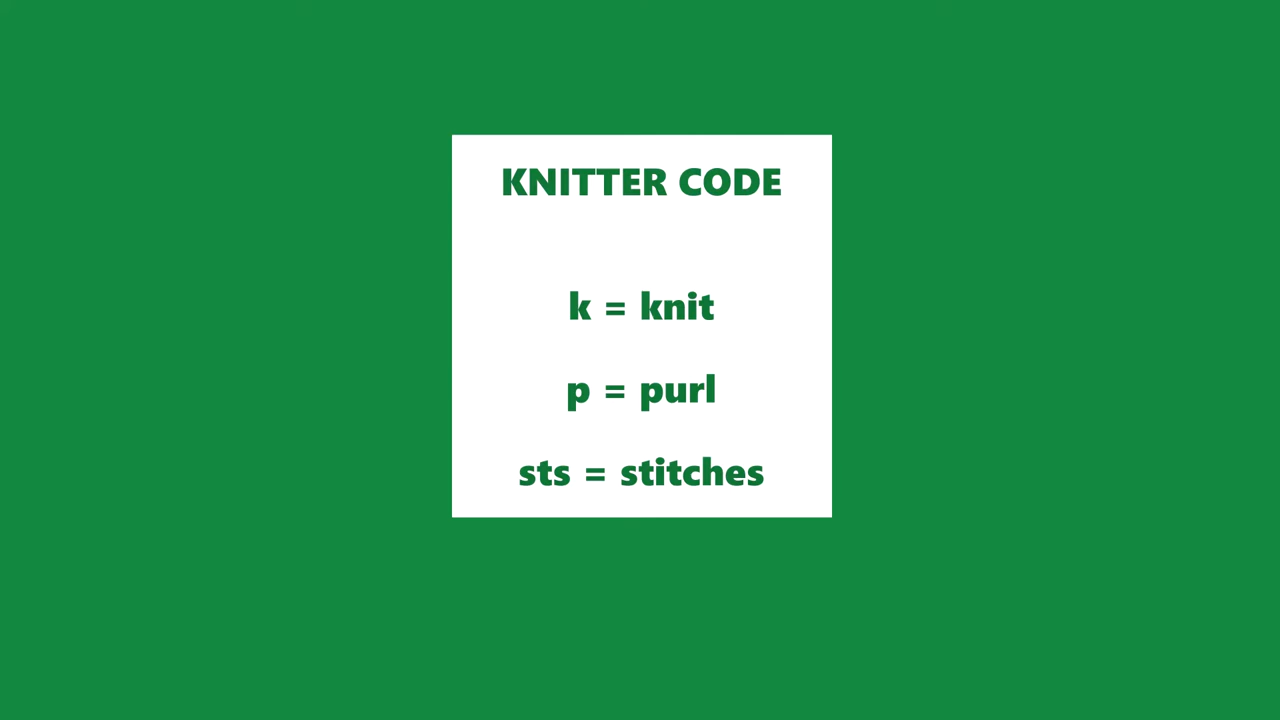 KNITTER CODE
k = knit
p = purl
sts = stitches